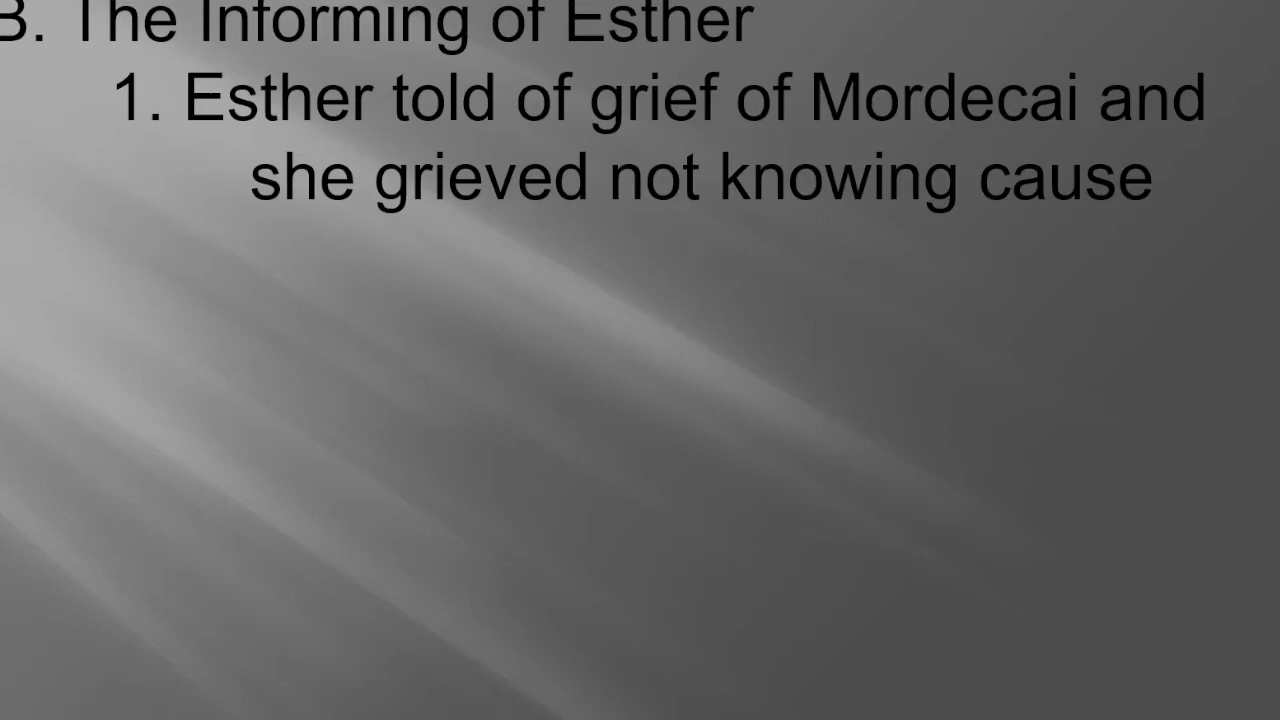 B. The Informing of Esther
1. Esther told of grief of Mordecai and
she grieved not knowing cause